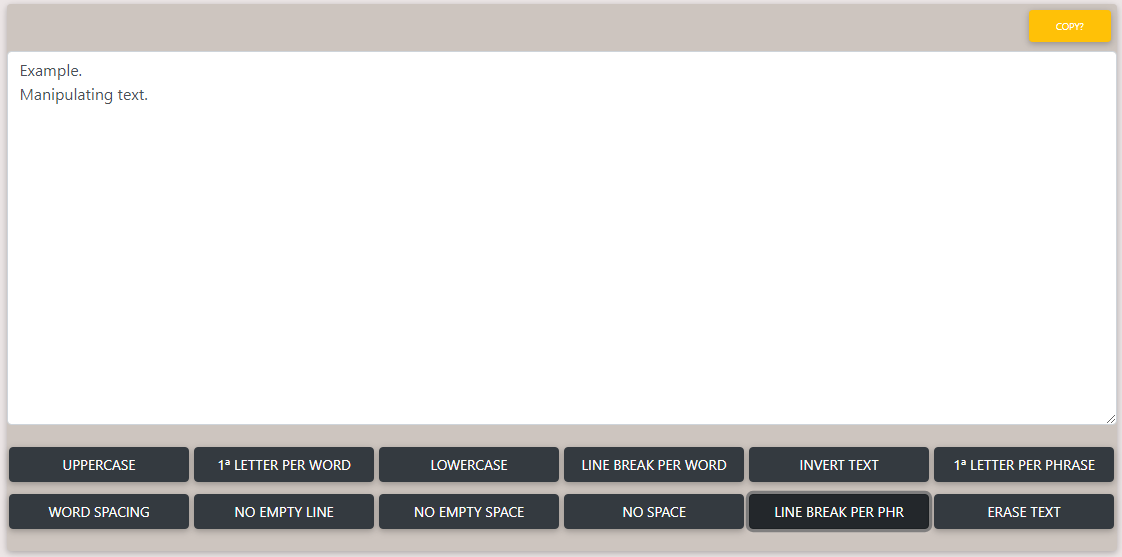 COPY?
Example.
Manipulating text.
UPPERCASE
1ª LETTER PER WORD
LOWERCASE
LINE BREAK PER WORD
INVERT TEXT
1ª LETTER PER PHRASE
WORD SPACING
NO EMPTY LINE
NO EMPTY SPACE
NO SPACE
LINE BREAK PER PHR
ERASE TEXT